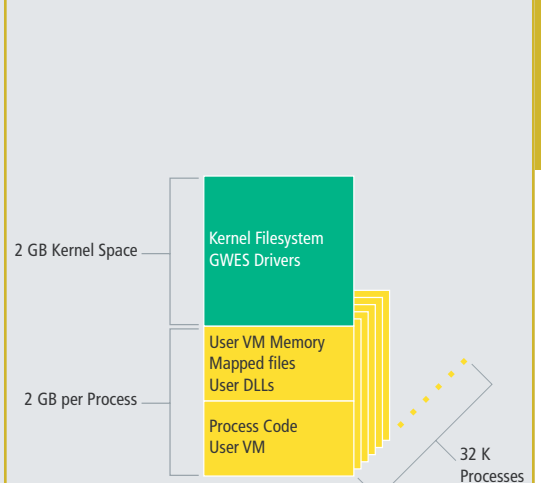 2 GB Kernel Space
Kernel Filesystem
GWES Drivers
2 GB per Process
User VM Memory
Mapped files
User DLLs
Process Code
User VM
32 K
Processes